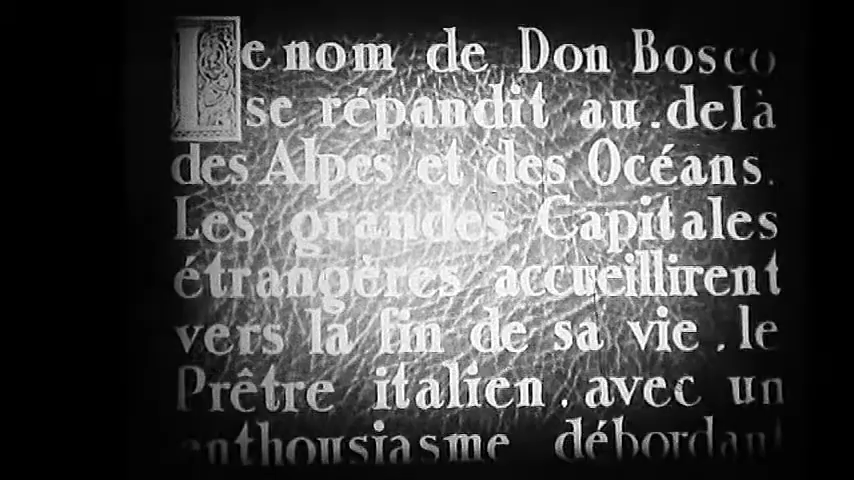 Le nom de Don Bosco
se répandit au.delà
des Alpes et des Océans.
Les grandes Capitales
étrangères accueillirent
vers la fin de sa vie, le
Prêtre italien, avec un
enthousiasme débordant